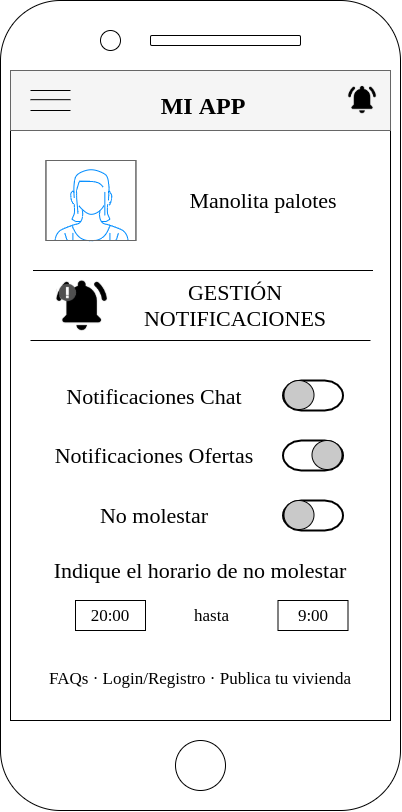 MI APP
Manolita palotes
!
GESTIÓN
NOTIFICACIONES
Notificaciones Chat
Notificaciones Ofertas
No molestar
Indique el horario de no molestar
20:00 hasta 9:00
FAQs · Login/Registro · Publica tu vivienda